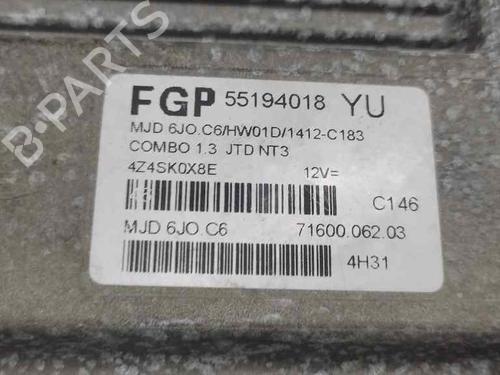 B-PARTS
FGP 55194018 YU
MJD 6JO.C6/HW01D/1412-C183
COMBO 1.3 JTD NT3
4Z4SK0X8E 12V=
C146
MJD 6JO.C6 71600.062.03
4H31